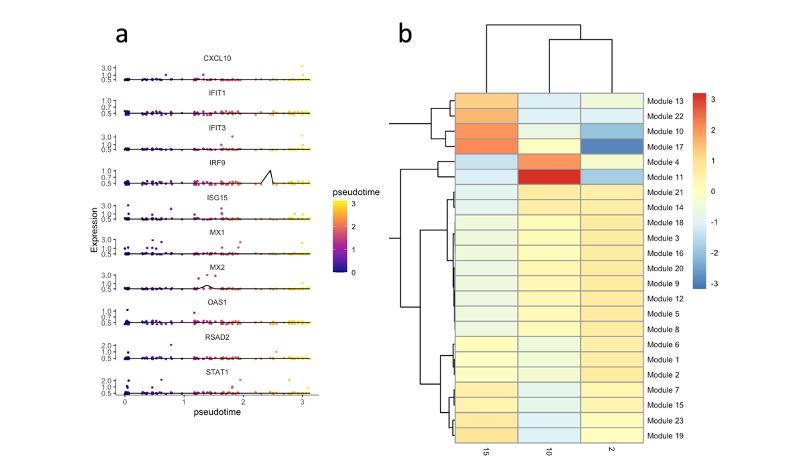 a
CXCL10
3.0
1.0
0.5
IFIT1
1.0
0.5
IFIT3
3.0
1.0
0.5
IRF9
1.0
0.5
ISG15
3.0
1.0
0.5
MX1
3.0
1.0
0.5
MX2
3.0
1.0
0.5
OAS1
1.0
0.5
RSAD2
2.0
1.0
0.5
STAT1
2.0
1.0
0.5
0 1 2 3
pseudotime
Expression
pseudotime
3
2
1
0
b
Module 13
Module 22
Module 10
Module 17
Module 4
Module 11
Module 21
Module 14
Module 18
Module 3
Module 16
Module 20
Module 9
Module 12
Module 5
Module 8
Module 6
Module 1
Module 2
Module 7
Module 15
Module 23
Module 19
15 10 2
3
2
1
0
-1
-2
-3